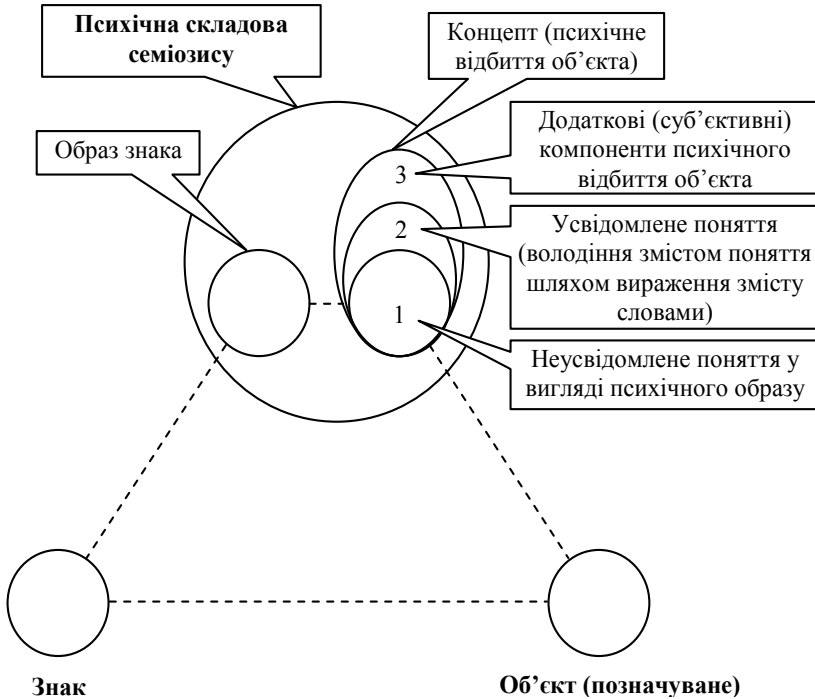 Психічна складова
семіозису
Концепт (психічне
відбиття об’єкта)
Образ знака
Додаткові (суб’єктивні)
компоненти психічного
відбиття об’єкта
3
Усвідомлене поняття
(володіння змістом поняття
шляхом вираження змісту
словами)
2
1
Неусвідомлене поняття у
вигляді психічного образу
Знак
Об’єкт (позначуване)